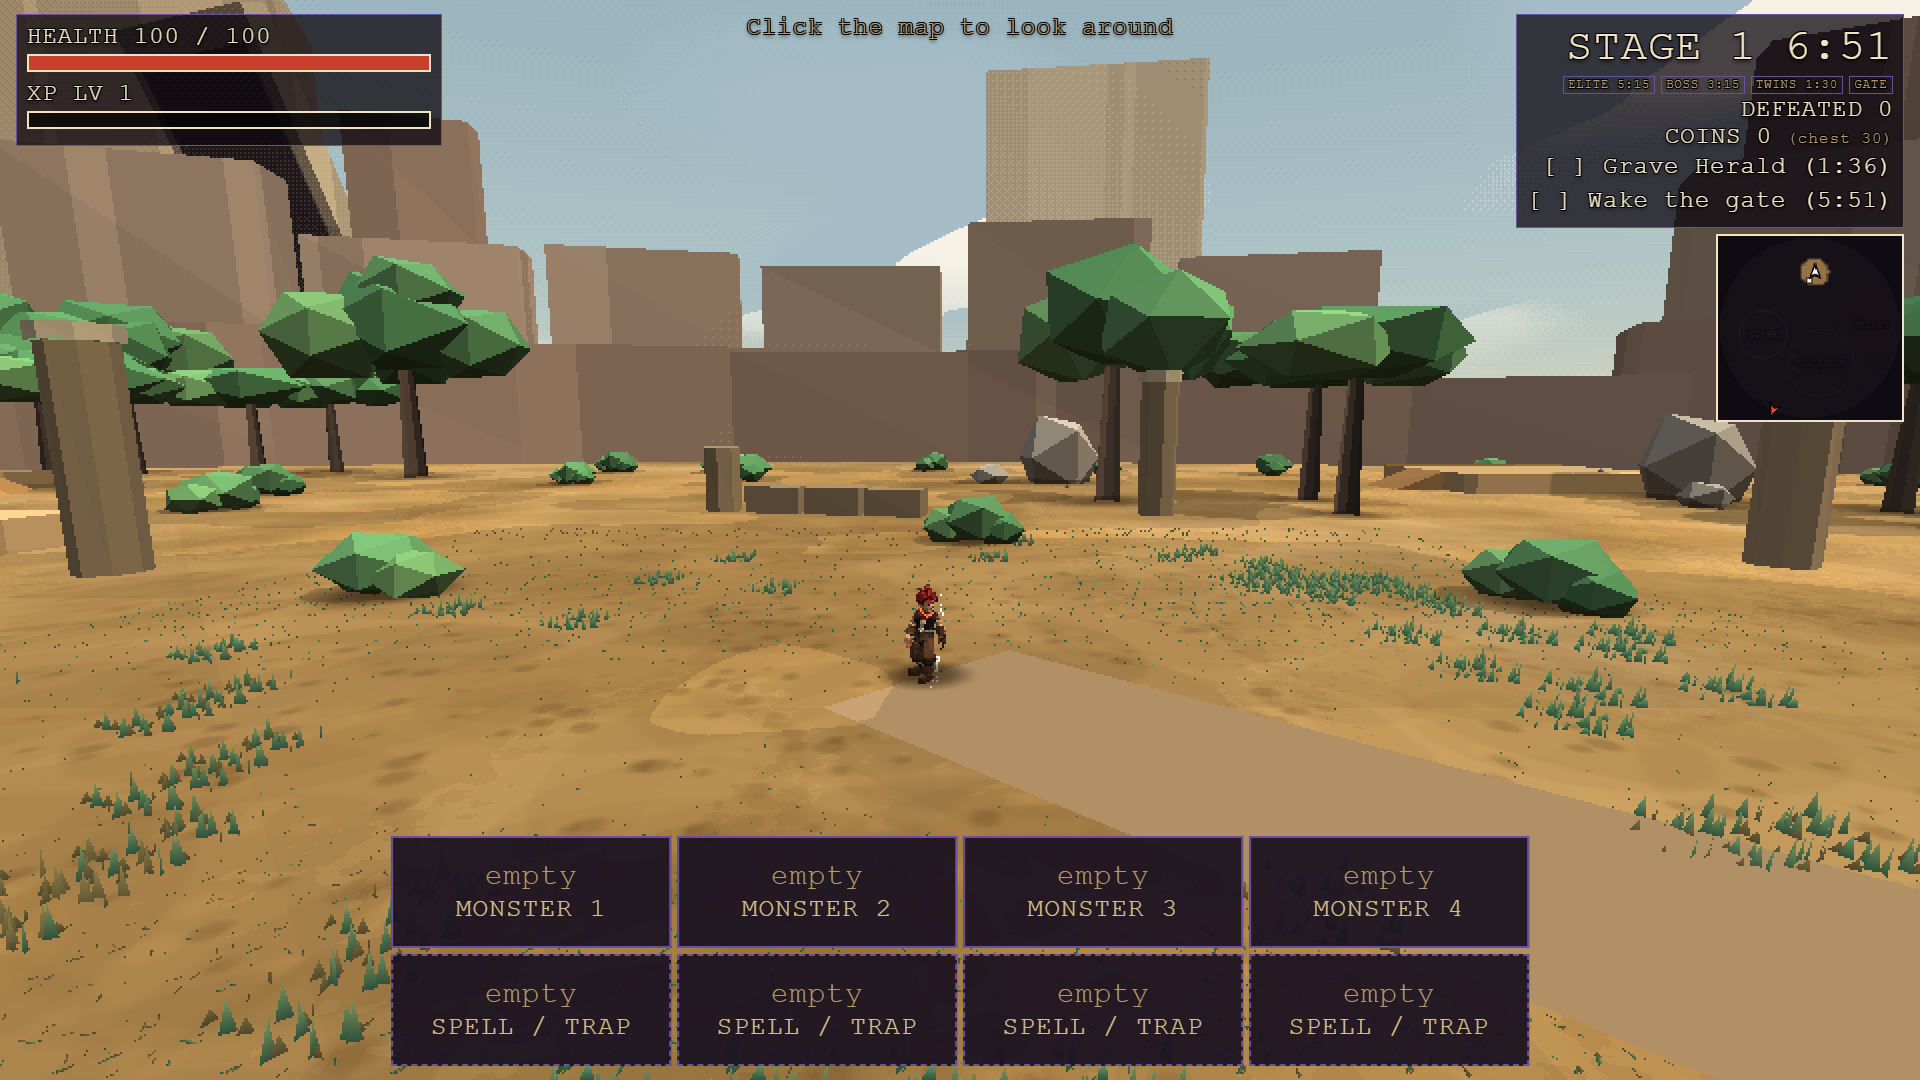 HEALTH 100 / 100
XP LV 1
Click the map to look around
STAGE 1 6:51
ELITE 5:15 BOSS 3:15 TWINS 1:30 GATE
DEFEATED 0
COINS 0 (chest 30)
[ ] Grave Herald (1:36)
[ ] Wake the gate (5:51)
empty
MONSTER 1
empty
MONSTER 2
empty
MONSTER 3
empty
MONSTER 4
empty
SPELL / TRAP
empty
SPELL / TRAP
empty
SPELL / TRAP
empty
SPELL / TRAP